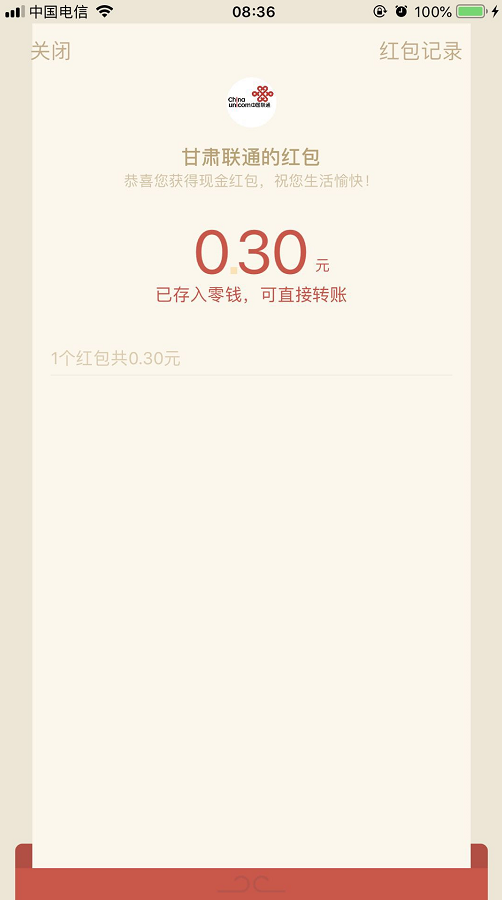 中国电信 08:36 100%
关闭 红包记录
China
unicom中国联通
甘肃联通的红包
恭喜您获得现金红包，祝您生活愉快！
0.30 元
已存入零钱，可直接转账
1个红包共0.30元